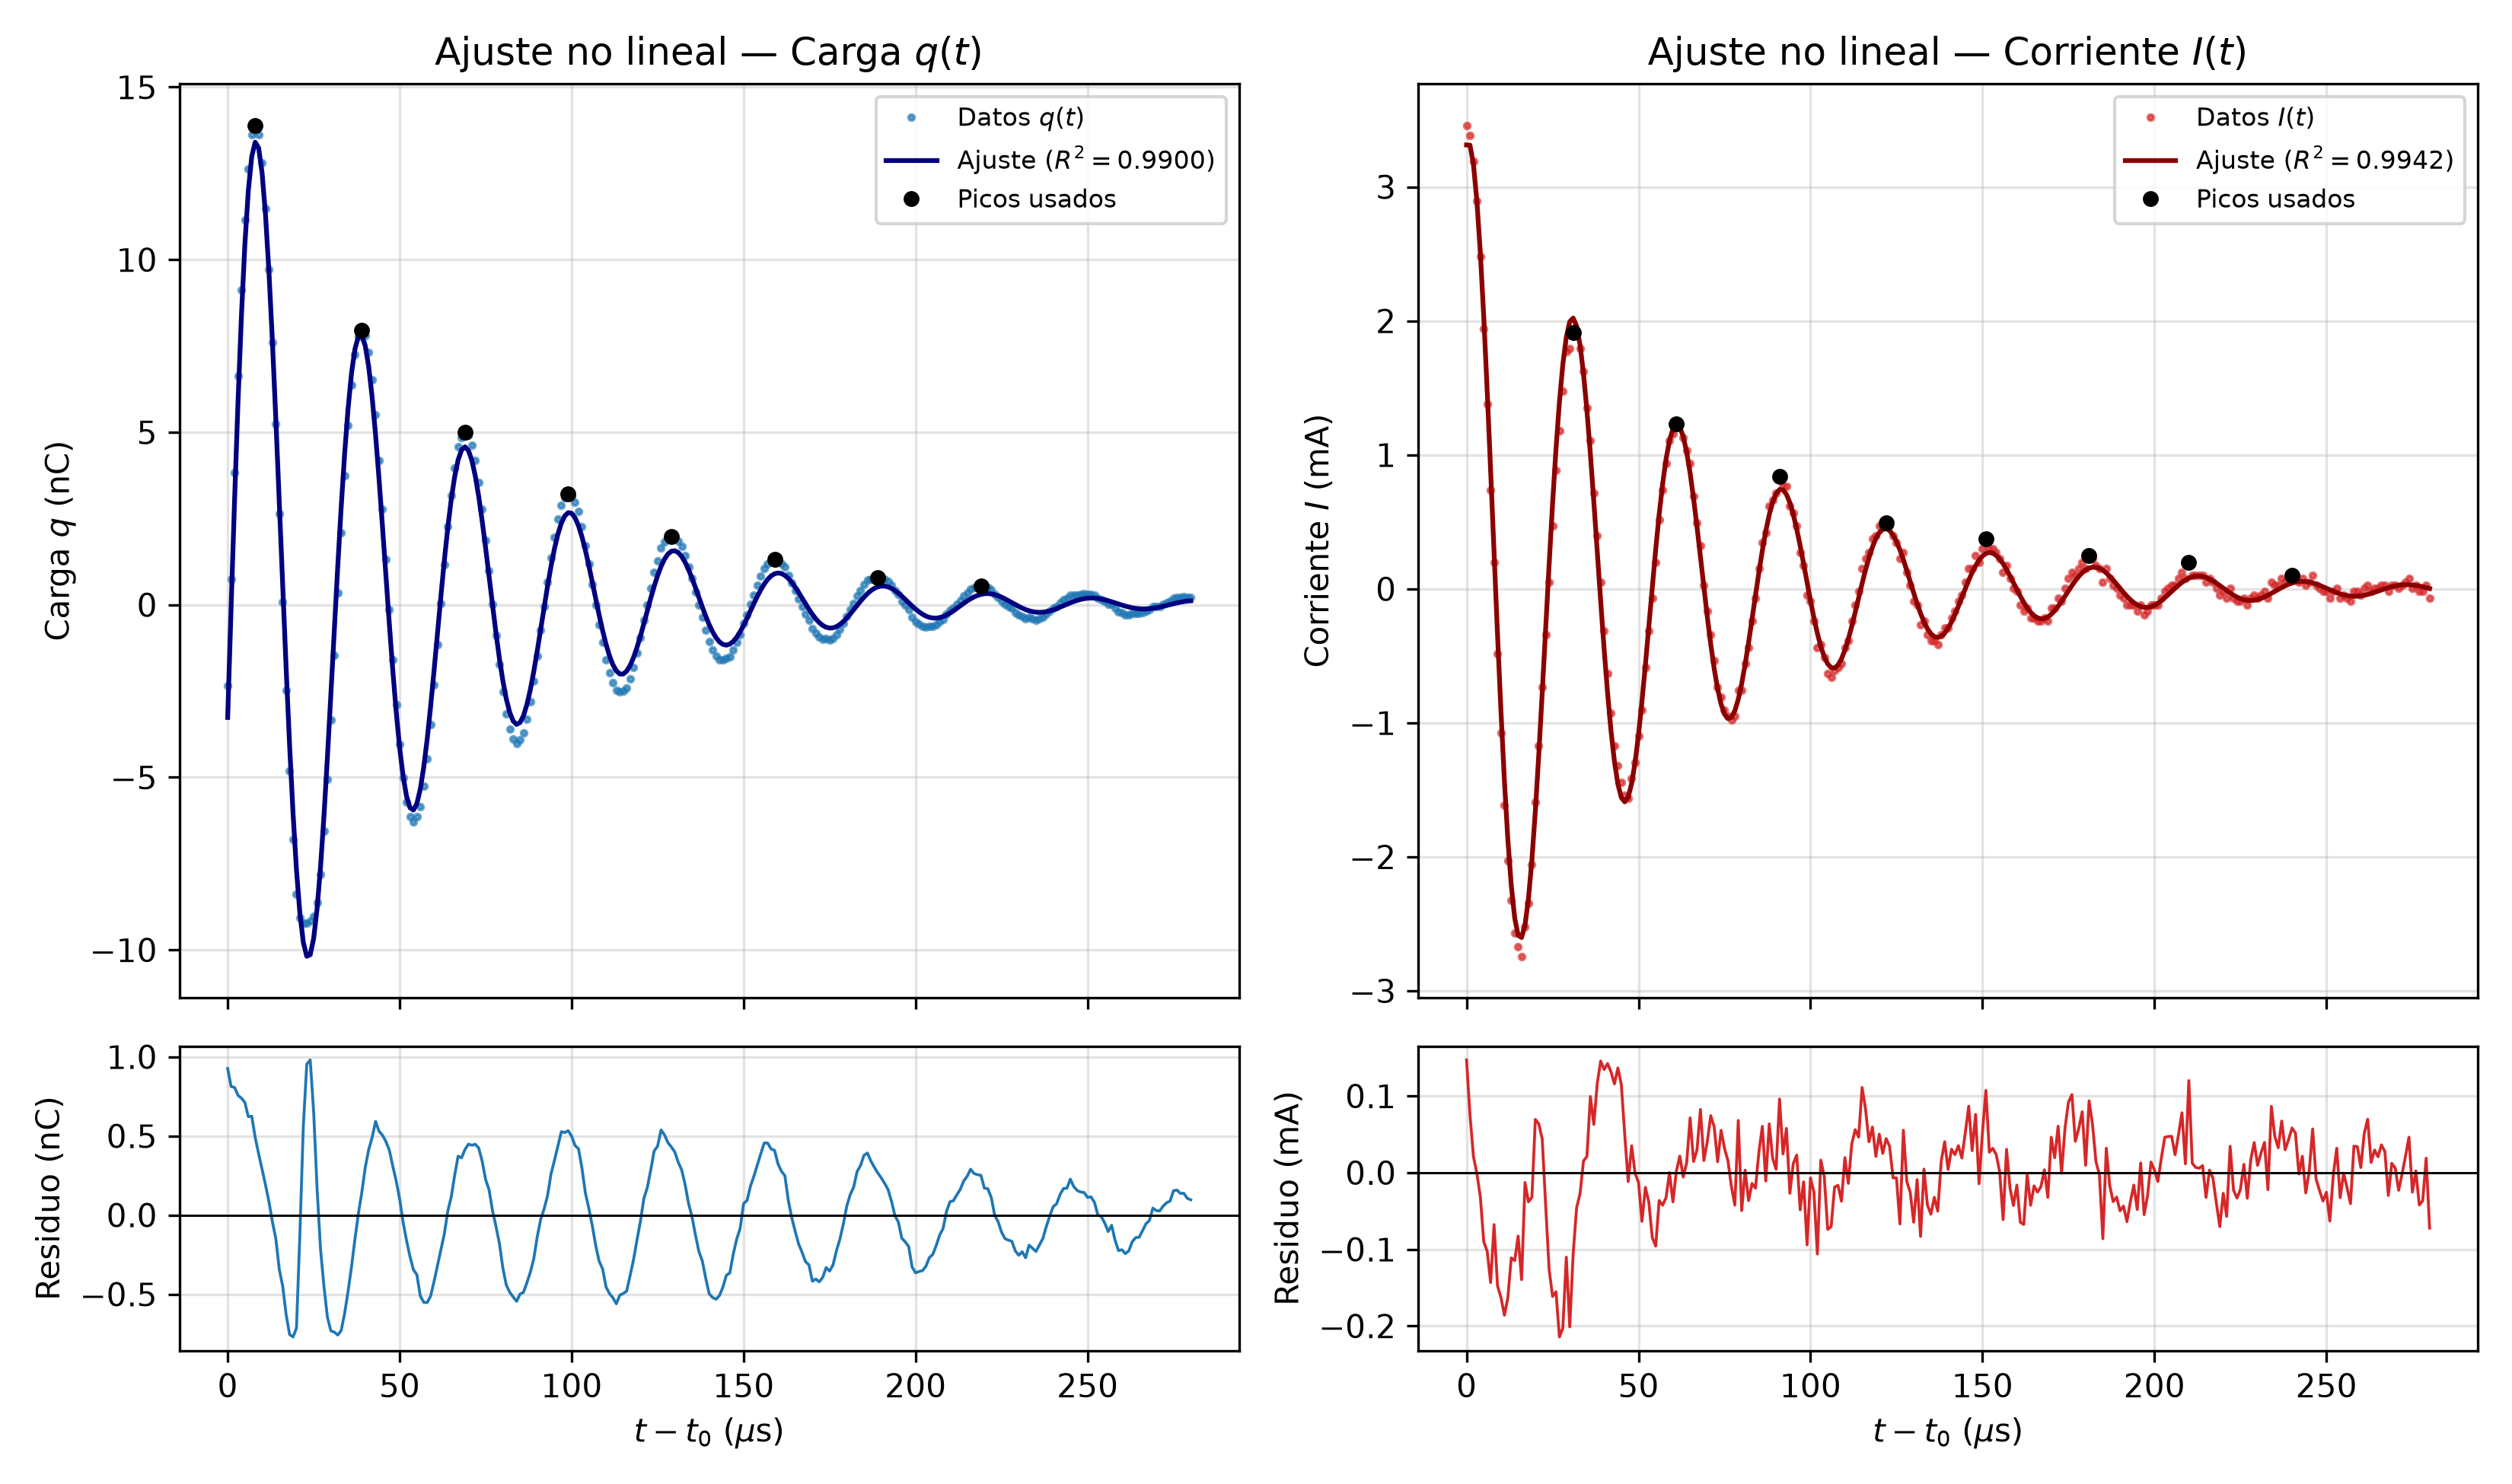 Ajuste no lineal — Carga q(t)
15
10
5
0
−5
−10
Carga q (nC)
Datos q(t)
Ajuste (R² = 0.9900)
Picos usados
1.0
0.5
0.0
−0.5
Residuo (nC)
0 50 100 150 200 250
t − t₀ (μs)
Ajuste no lineal — Corriente I(t)
3
2
1
0
−1
−2
−3
Corriente I (mA)
Datos I(t)
Ajuste (R² = 0.9942)
Picos usados
0.1
0.0
−0.1
−0.2
Residuo (mA)
0 50 100 150 200 250
t − t₀ (μs)